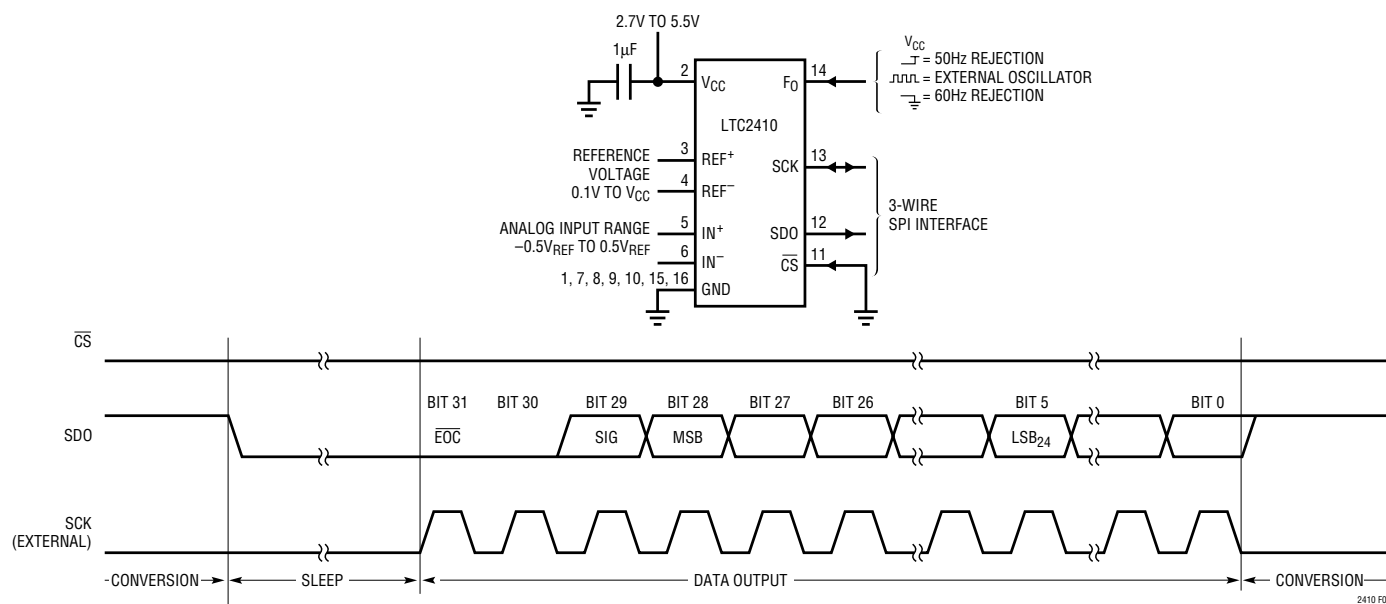 2.7V TO 5.5V
1µF
2
VCC
LTC2410
FO
14
VCC
= 50Hz REJECTION
= EXTERNAL OSCILLATOR
= 60Hz REJECTION
REFERENCE
VOLTAGE
0.1V TO VCC
3
REF+
4
REF–
SCK
13
ANALOG INPUT RANGE
–0.5VREF TO 0.5VREF
5
IN+
6
IN–
SDO
12
CS
11
3-WIRE
SPI INTERFACE
1, 7, 8, 9, 10, 15, 16
GND
CS
SDO
BIT 31 BIT 30 BIT 29 BIT 28 BIT 27 BIT 26 BIT 5 BIT 0
EOC SIG MSB LSB24
SCK
(EXTERNAL)
CONVERSION SLEEP DATA OUTPUT CONVERSION